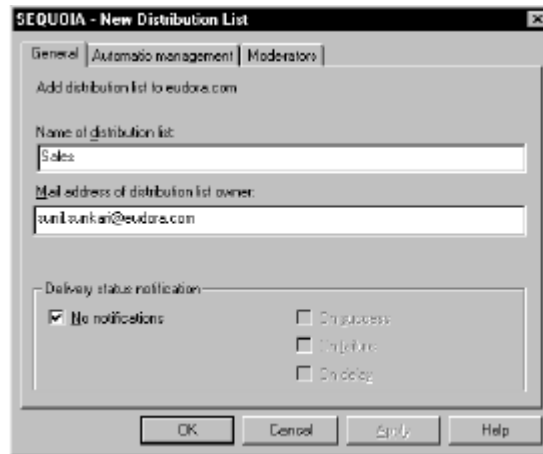 SEQUOIA - New Distribution List
General Automatic management Moderators
Add distribution list to eudora.com
Name of distribution list:
Sales
Mail address of distribution list owner:
sunil.sunkari@eudora.com
Delivery status notification
No notifications
On success
On failure
On delay
OK Cancel Apply Help